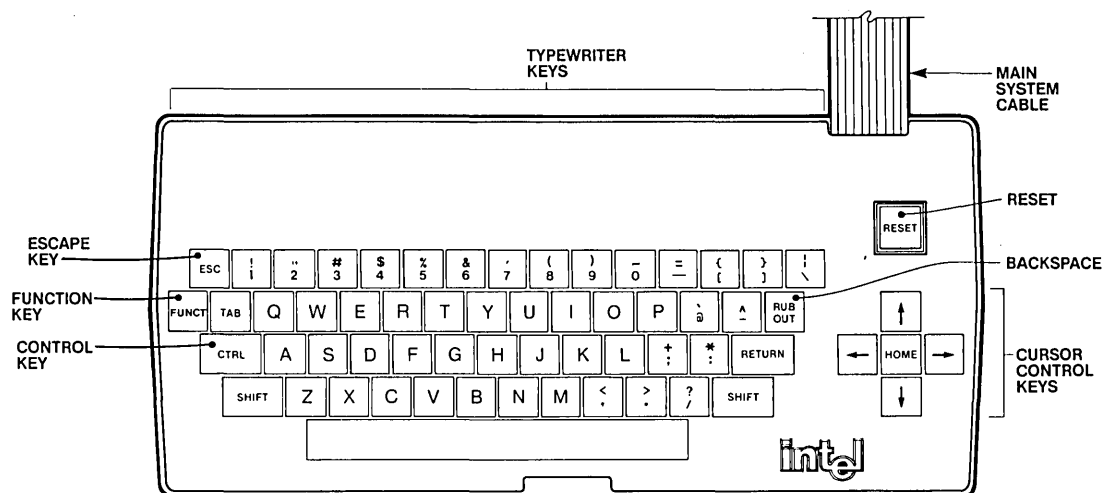 TYPEWRITER
KEYS
MAIN
SYSTEM
CABLE
RESET
RESET
ESCAPE
KEY
BACKSPACE
ESC ! 1 " 2 # 3 $ 4 % 5 & 6 ' 7 ( 8 ) 9 _ 0 = - { [ } ] ¦ \
FUNCTION
KEY
FUNCT TAB Q W E R T Y U I O P ` @ ^ _ RUB OUT
↑
CONTROL
KEY
CTRL A S D F G H J K L + ; * : RETURN
← HOME →
CURSOR
CONTROL
KEYS
SHIFT Z X C V B N M < , > . ? / SHIFT
↓
intel